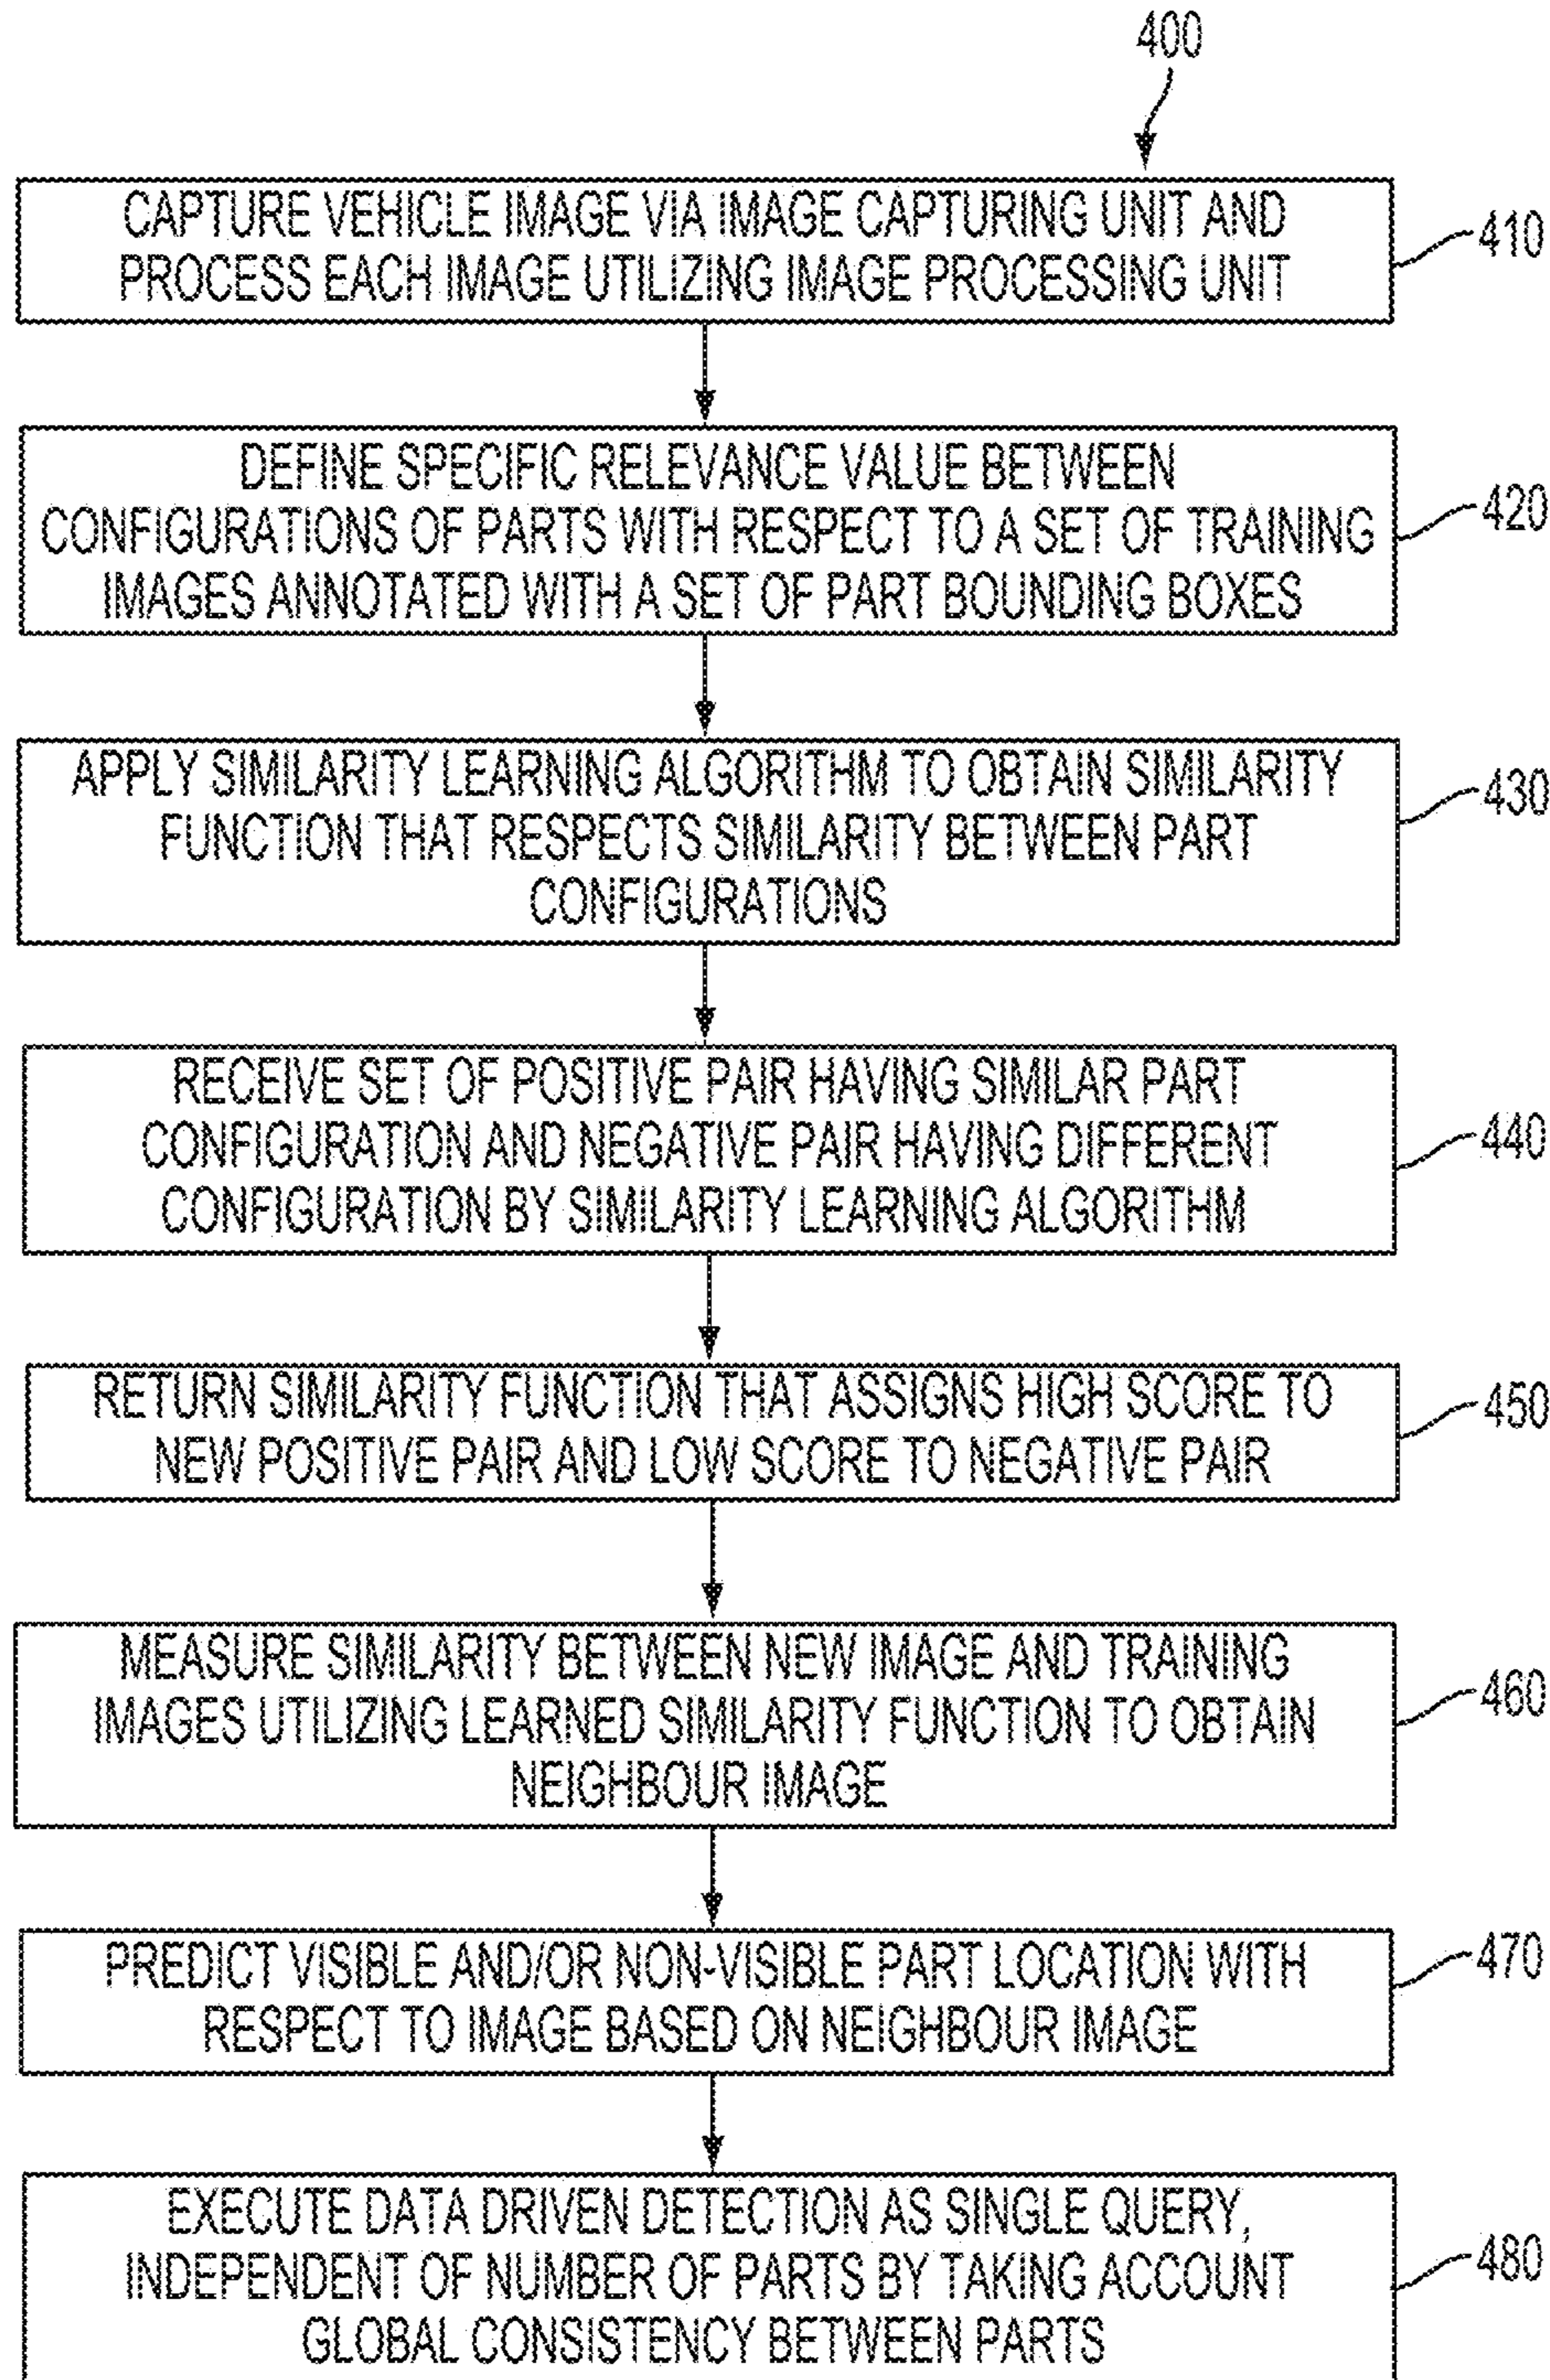 400
CAPTURE VEHICLE IMAGE VIA IMAGE CAPTURING UNIT AND
PROCESS EACH IMAGE UTILIZING IMAGE PROCESSING UNIT
410
DEFINE SPECIFIC RELEVANCE VALUE BETWEEN
CONFIGURATIONS OF PARTS WITH RESPECT TO A SET OF TRAINING
IMAGES ANNOTATED WITH A SET OF PART BOUNDING BOXES
420
APPLY SIMILARITY LEARNING ALGORITHM TO OBTAIN SIMILARITY
FUNCTION THAT RESPECTS SIMILARITY BETWEEN PART
CONFIGURATIONS
430
RECEIVE SET OF POSITIVE PAIR HAVING SIMILAR PART
CONFIGURATION AND NEGATIVE PAIR HAVING DIFFERENT
CONFIGURATION BY SIMILARITY LEARNING ALGORITHM
440
RETURN SIMILARITY FUNCTION THAT ASSIGNS HIGH SCORE TO
NEW POSITIVE PAIR AND LOW SCORE TO NEGATIVE PAIR
450
MEASURE SIMILARITY BETWEEN NEW IMAGE AND TRAINING
IMAGES UTILIZING LEARNED SIMILARITY FUNCTION TO OBTAIN
NEIGHBOUR IMAGE
460
PREDICT VISIBLE AND/OR NON-VISIBLE PART LOCATION WITH
RESPECT TO IMAGE BASED ON NEIGHBOUR IMAGE
470
EXECUTE DATA DRIVEN DETECTION AS SINGLE QUERY,
INDEPENDENT OF NUMBER OF PARTS BY TAKING ACCOUNT
GLOBAL CONSISTENCY BETWEEN PARTS
480